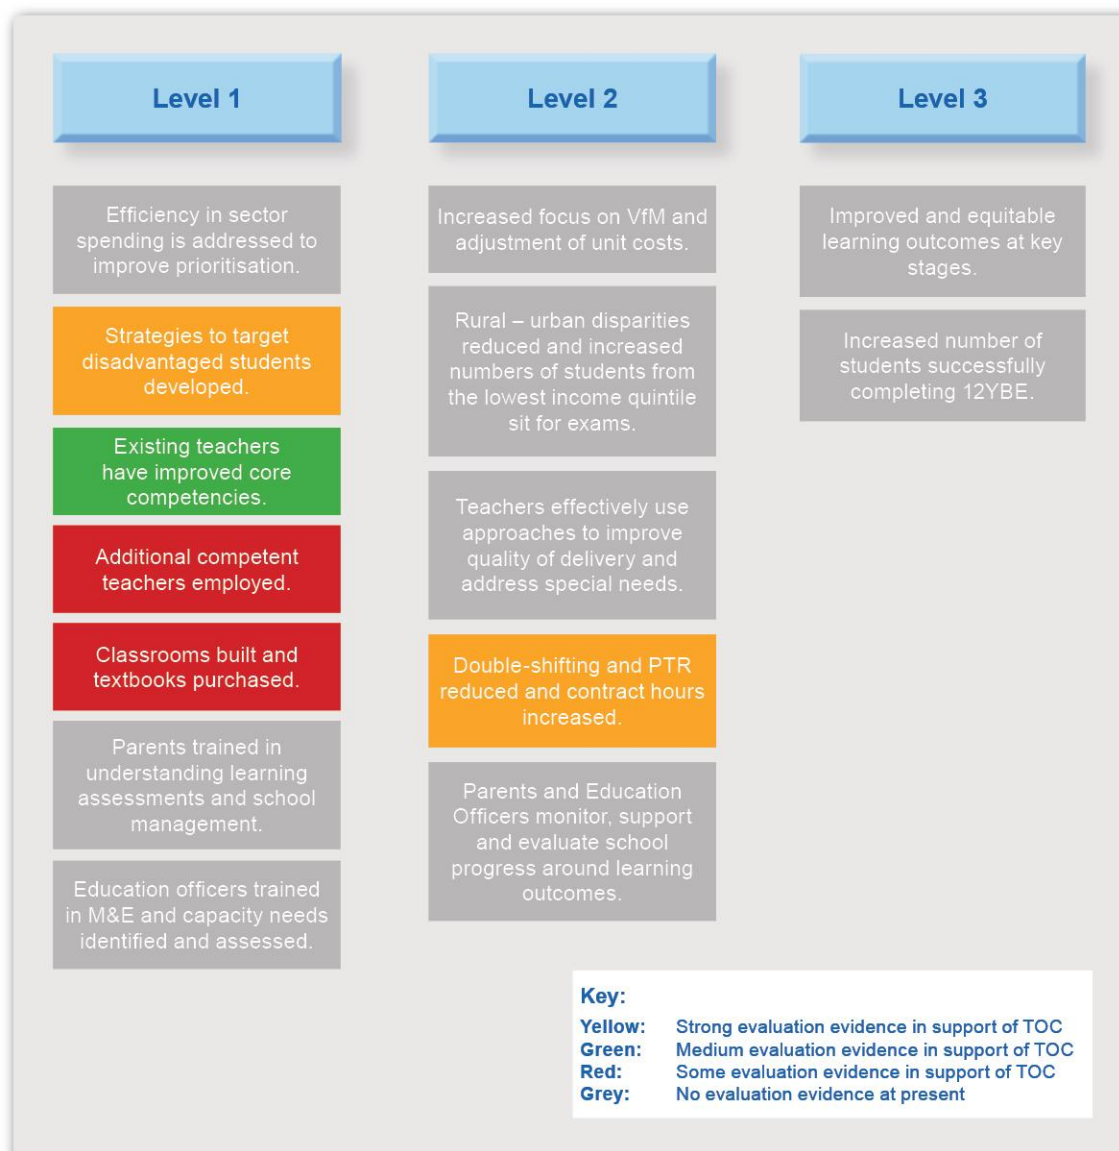 Level 1
Efficiency in sector
spending is addressed to
improve prioritisation.
Strategies to target
disadvantaged students
developed.
Existing teachers
have improved core
competencies.
Additional competent
teachers employed.
Classrooms built and
textbooks purchased.
Parents trained in
understanding learning
assessments and school
management.
Education officers trained
in M&E and capacity needs
identified and assessed.
Level 2
Increased focus on VfM and
adjustment of unit costs.
Rural – urban disparities
reduced and increased
numbers of students from
the lowest income quintile
sit for exams.
Teachers effectively use
approaches to improve
quality of delivery and
address special needs.
Double-shifting and PTR
reduced and contract hours
increased.
Parents and Education
Officers monitor, support
and evaluate school
progress around learning
outcomes.
Level 3
Improved and equitable
learning outcomes at key
stages.
Increased number of
students successfully
completing 12YBE.
Key:
Yellow: Strong evaluation evidence in support of TOC
Green: Medium evaluation evidence in support of TOC
Red: Some evaluation evidence in support of TOC
Grey: No evaluation evidence at present